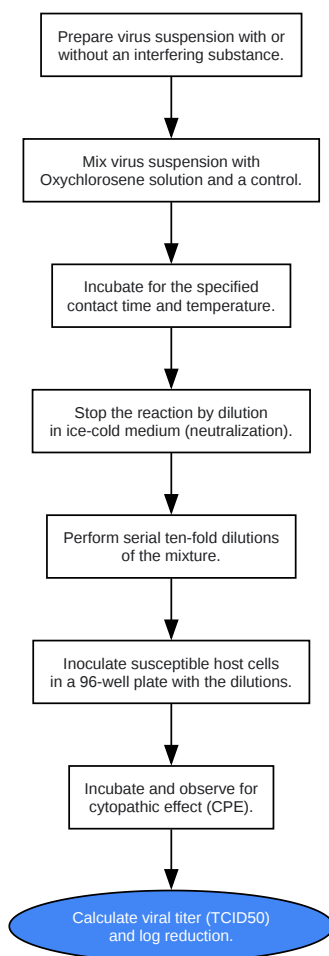 Prepare virus suspension with or
without an interfering substance.
Mix virus suspension with
Oxychlorosene solution and a control.
Incubate for the specified
contact time and temperature.
Stop the reaction by dilution
in ice-cold medium (neutralization).
Perform serial ten-fold dilutions
of the mixture.
Inoculate susceptible host cells
in a 96-well plate with the dilutions.
Incubate and observe for
cytopathic effect (CPE).
Calculate viral titer (TCID50)
and log reduction.